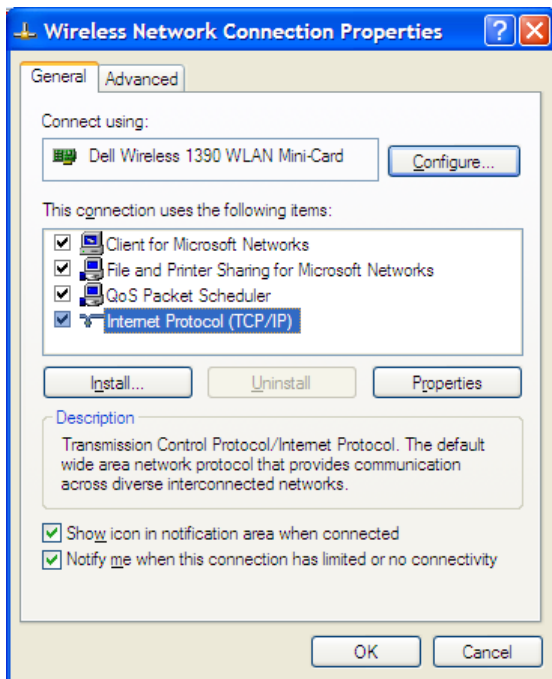 Wireless Network Connection Properties
General
Advanced
Connect using:
Dell Wireless 1390 WLAN Mini-Card
Configure...
This connection uses the following items:
Client for Microsoft Networks
File and Printer Sharing for Microsoft Networks
QoS Packet Scheduler
Internet Protocol (TCP/IP)
Install...
Uninstall
Properties
Description
Transmission Control Protocol/Internet Protocol. The default
wide area network protocol that provides communication
across diverse interconnected networks.
Show icon in notification area when connected
Notify me when this connection has limited or no connectivity
OK
Cancel